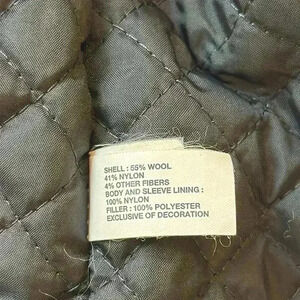 SHELL : 55% WOOL
41% NYLON
4% OTHER FIBERS
BODY AND SLEEVE LINING :
100% NYLON
FILLER : 100% POLYESTER
EXCLUSIVE OF DECORATION